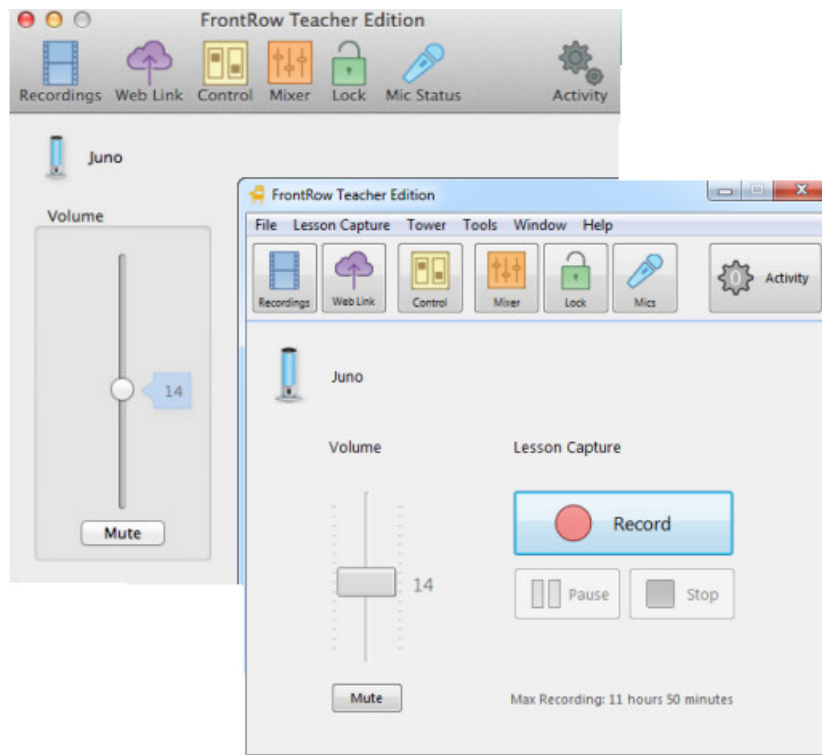 FrontRow Teacher Edition
Recordings Web Link Control Mixer Lock Mic Status Activity
Juno
Volume
14
Mute
FrontRow Teacher Edition
File Lesson Capture Tower Tools Window Help
Recordings Web Link Control Mixer Lock Mics 0 Activity
Juno
Volume Lesson Capture
Record
14 Pause Stop
Mute Max Recording: 11 hours 50 minutes